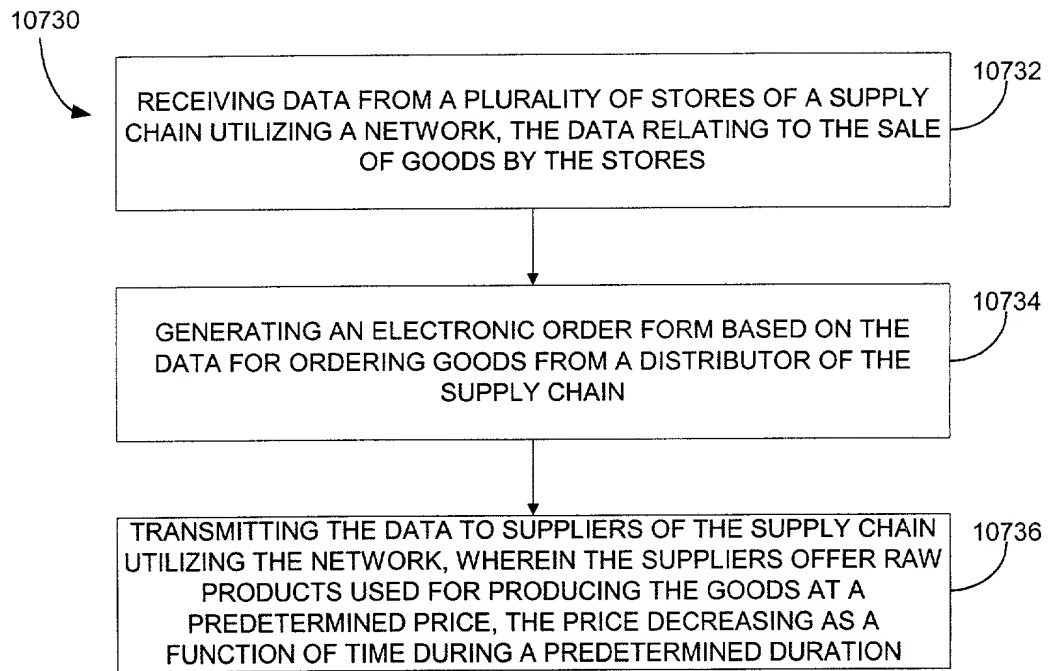 10730
10732
RECEIVING DATA FROM A PLURALITY OF STORES OF A SUPPLY
CHAIN UTILIZING A NETWORK, THE DATA RELATING TO THE SALE
OF GOODS BY THE STORES
10734
GENERATING AN ELECTRONIC ORDER FORM BASED ON THE
DATA FOR ORDERING GOODS FROM A DISTRIBUTOR OF THE
SUPPLY CHAIN
10736
TRANSMITTING THE DATA TO SUPPLIERS OF THE SUPPLY CHAIN
UTILIZING THE NETWORK, WHEREIN THE SUPPLIERS OFFER RAW
PRODUCTS USED FOR PRODUCING THE GOODS AT A
PREDETERMINED PRICE, THE PRICE DECREASING AS A
FUNCTION OF TIME DURING A PREDETERMINED DURATION